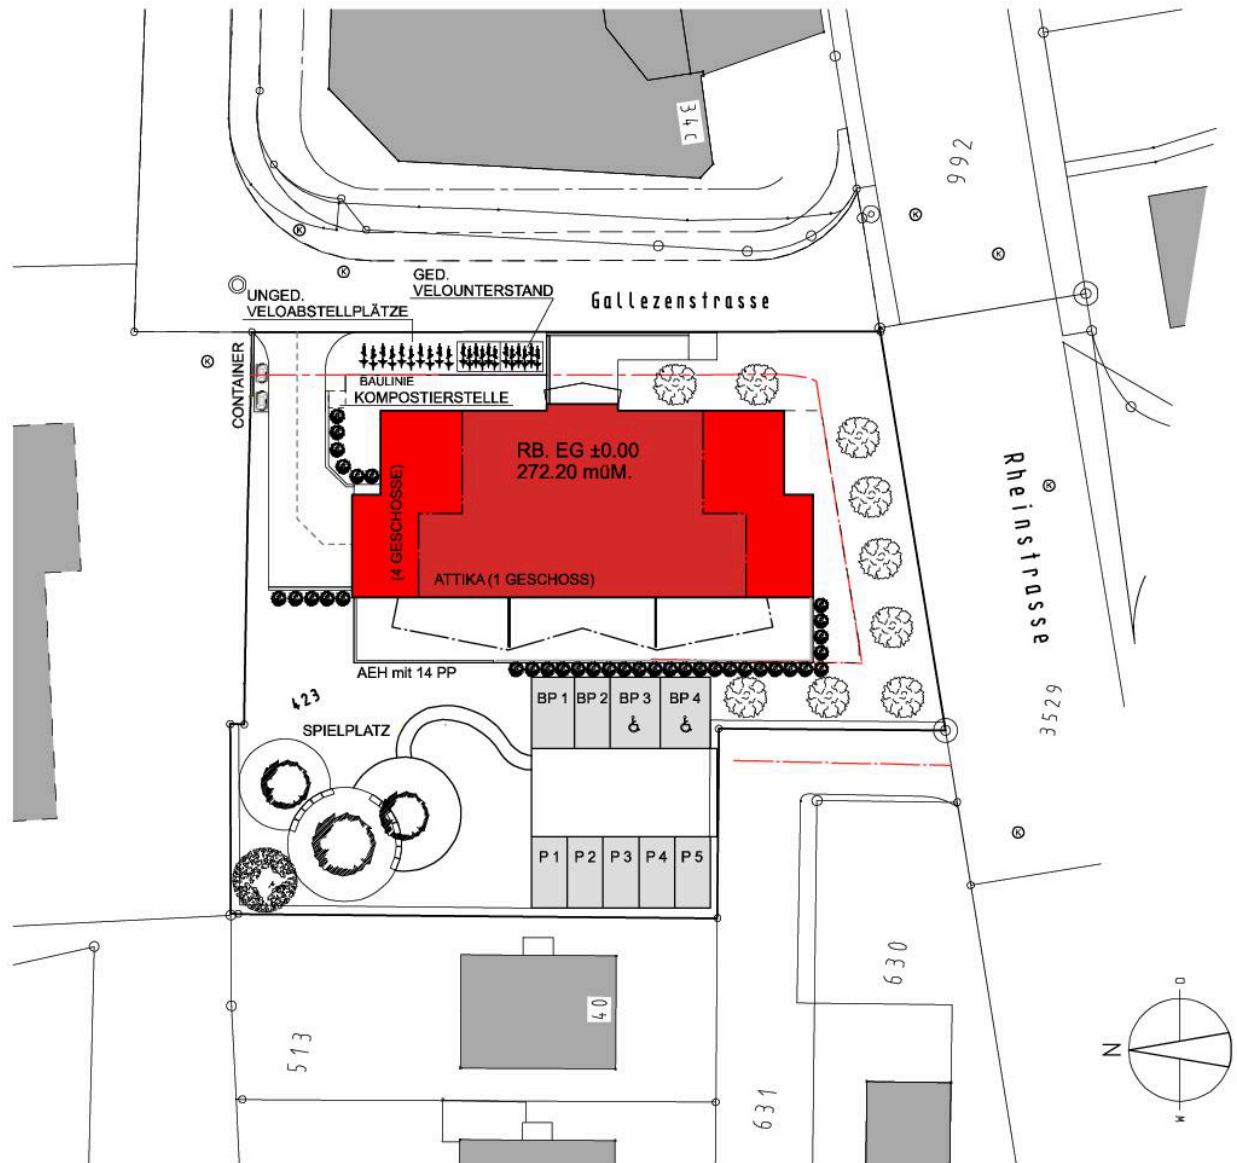 34c
992
GED.
VELOUNTERSTAND
UNGED.
VELOABSTELLPLÄTZE
Gallezenstrasse
K
K
K
K
K
CONTAINER
BAULINIE
KOMPOSTIERSTELLE
RB. EG ±0.00
272.20 müM.
(4 GESCHOSSE)
ATTIKA (1 GESCHOSS)
Rheinstrasse
K
AEH mit 14 PP
423
SPIELPLATZ
BP 1
BP 2
BP 3
BP 4
3529
K
P 1
P 2
P 3
P 4
P 5
630
40
513
631
O
N
W